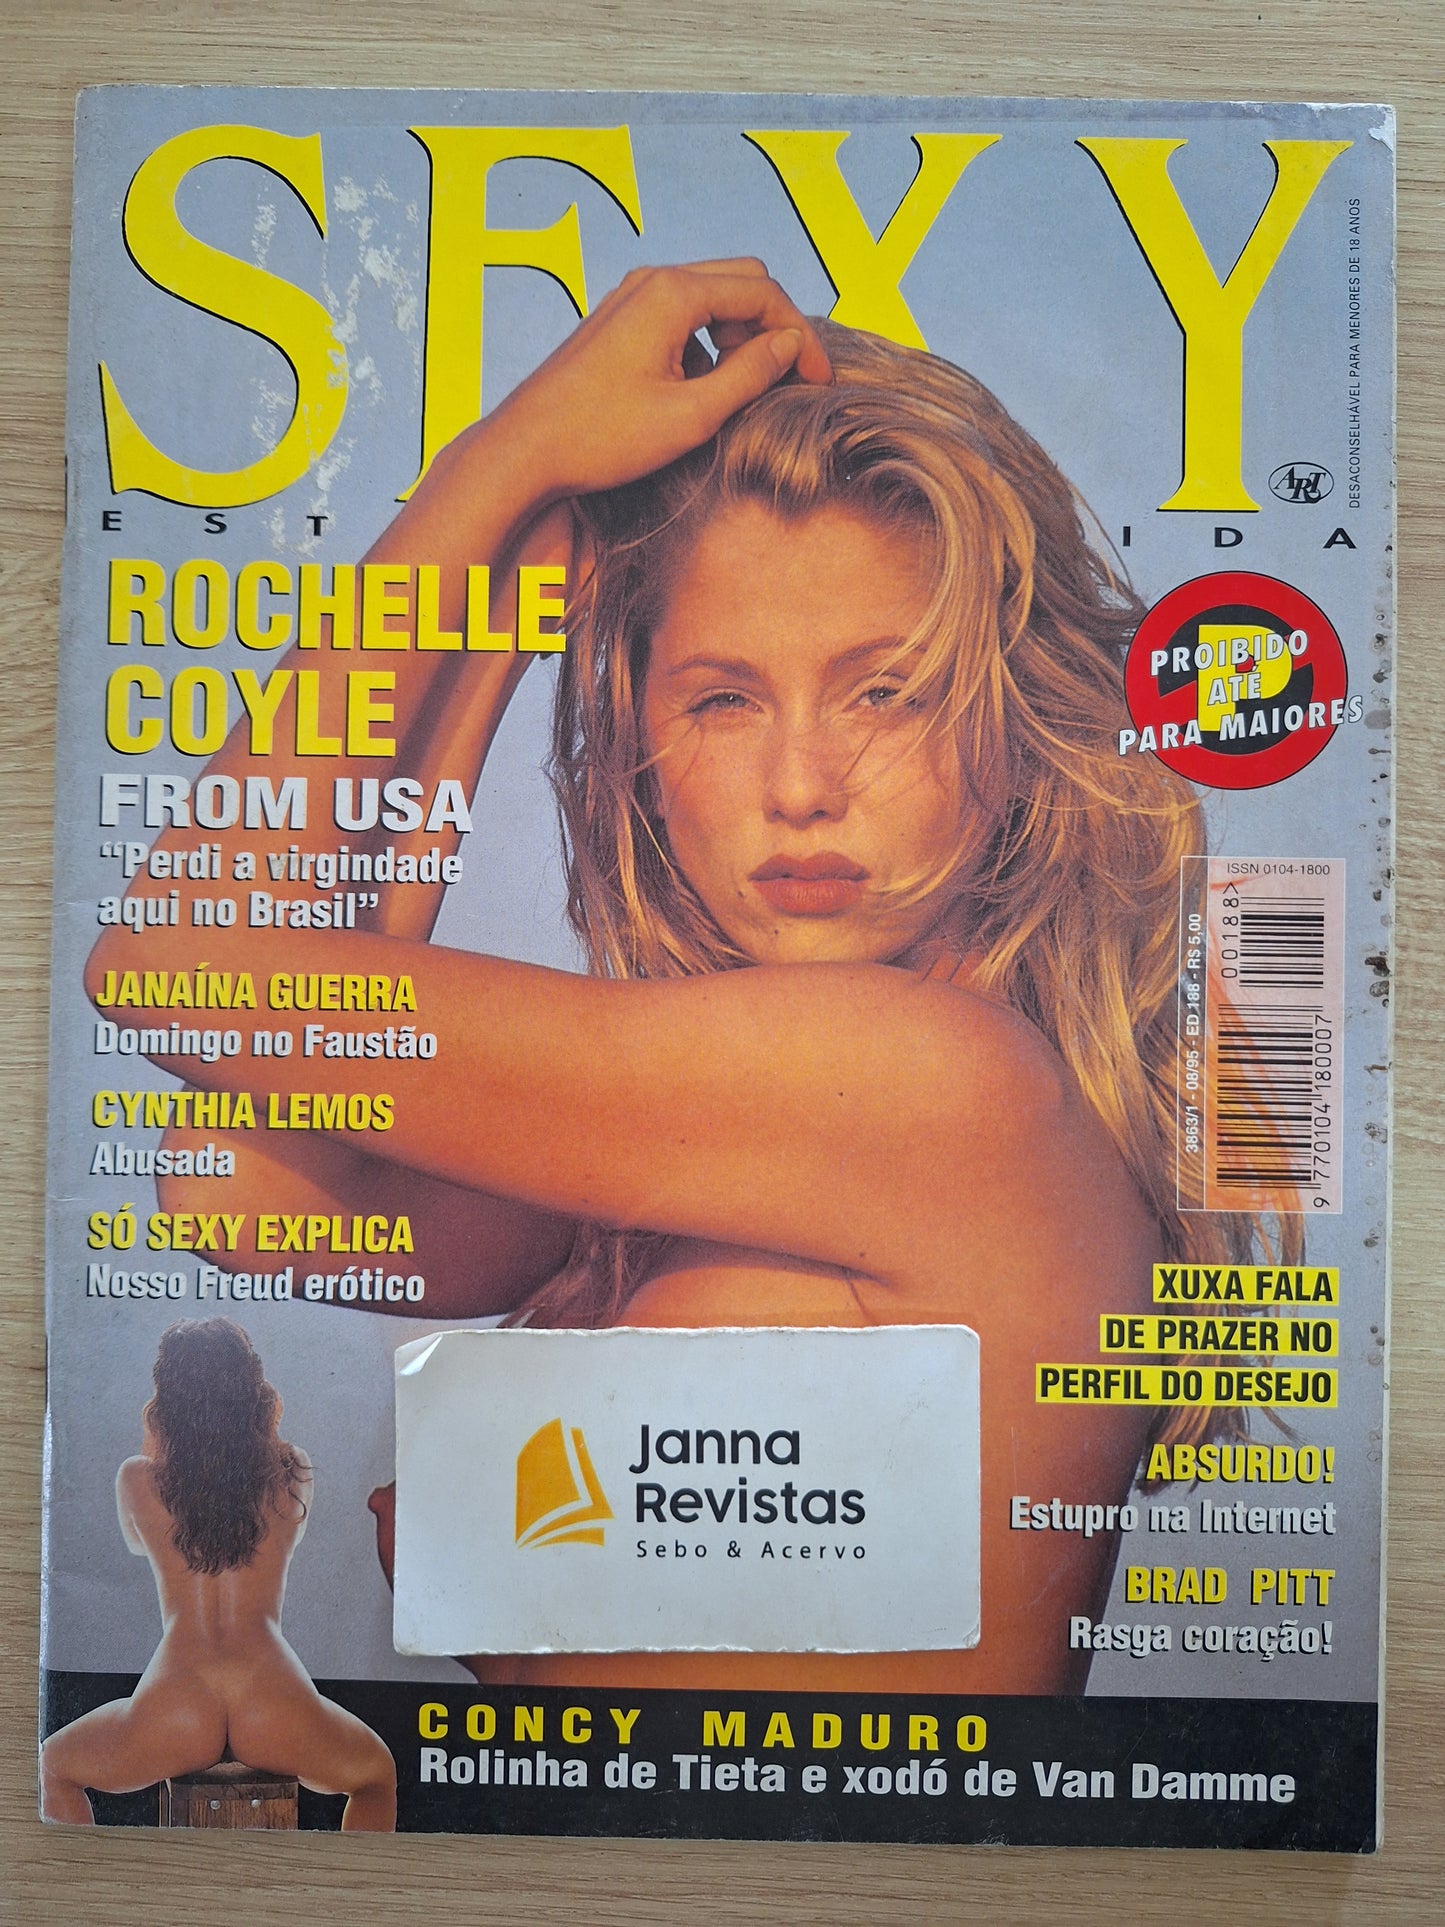 SEXY
DESACONSELHÁVEL PARA MENORES DE 18 ANOS
ART
EST IDA
ROCHELLE
COYLE
FROM USA
“Perdi a virgindade
aqui no Brasil”
JANAÍNA GUERRA
Domingo no Faustão
CYNTHIA LEMOS
Abusada
SÓ SEXY EXPLICA
Nosso Freud erótico
P
PROIBIDO
ATÉ
PARA MAIORES
ISSN 0104-1800
00188>
3863/1 - 08/95 - ED 188 - R$ 5,00
9 770104 180007
XUXA FALA
DE PRAZER NO
PERFIL DO DESEJO
ABSURDO!
Estupro na Internet
BRAD PITT
Rasga coração!
Janna
Revistas
Sebo & Acervo
CONCY MADURO
Rolinha de Tieta e xodó de Van Damme